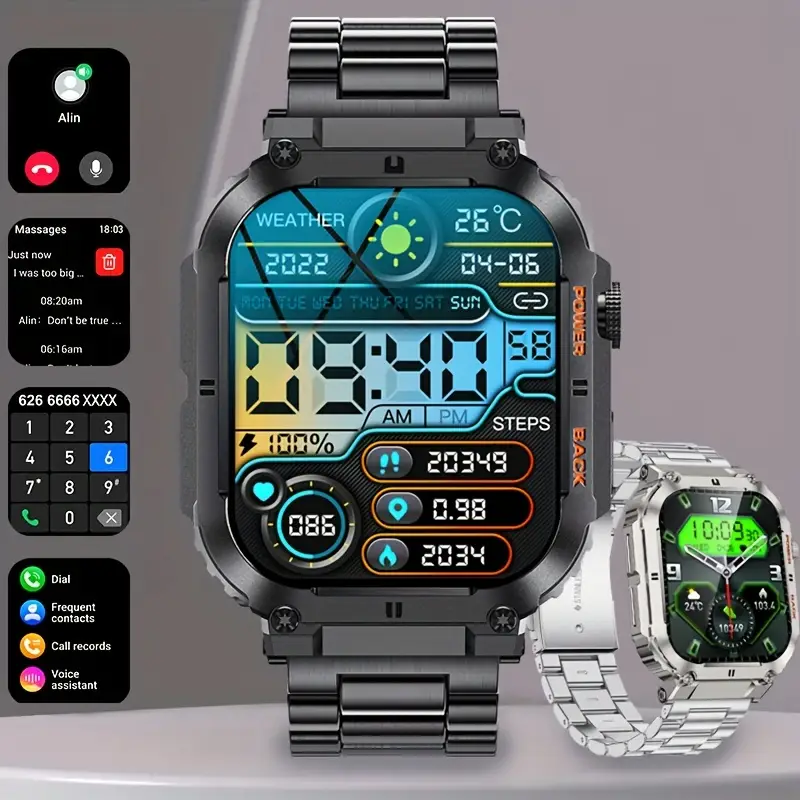 Alin
Massages 18:03
Just now
I was too big ...
08:20am
Alin: Don't be true ...
06:16am
626 6666 XXXX
1 2 3
4 5 6
7* 8 9#
0
Dial
Frequent
contacts
Call records
Voice
assistant
WEATHER 26°C
2022 04-06
MON TUE WED THU FRI SAT SUN
09:40 58
AM PM
100%
STEPS
20349
0.98
086
2034
POWER
BACK
12
10:09 30
9
24°C
103.4
10349